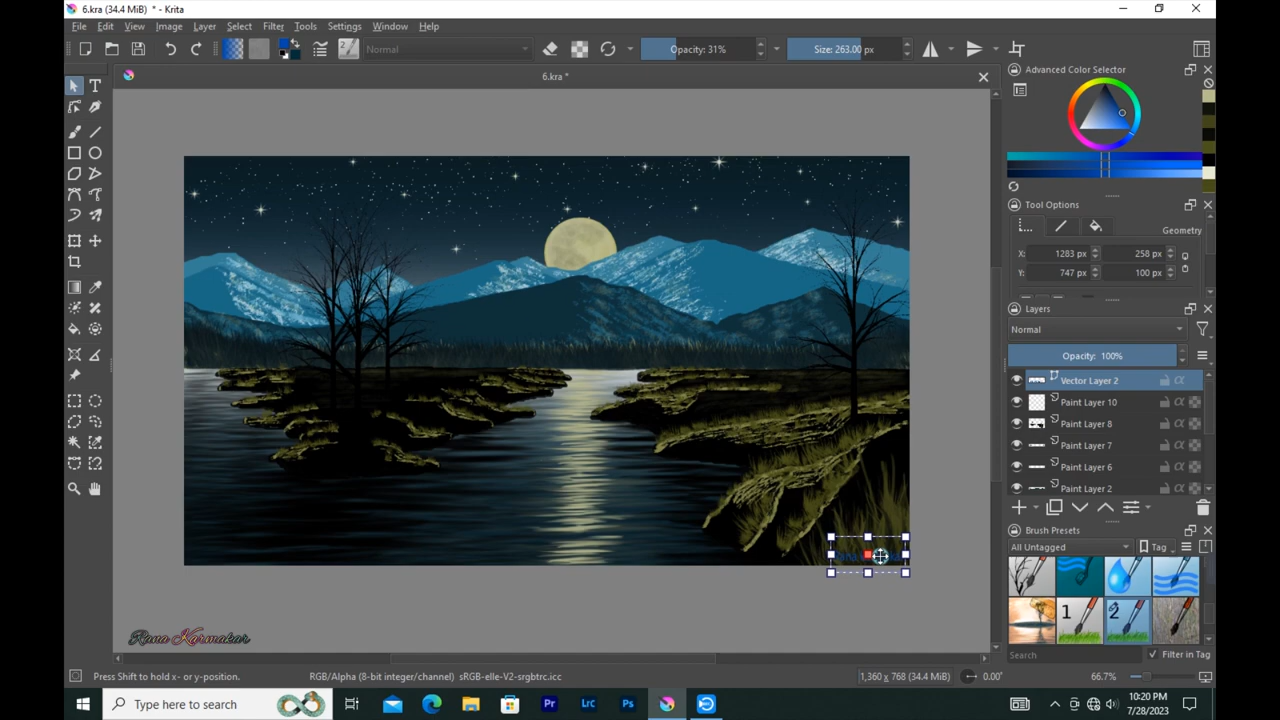 6.kra (34.4 MiB) * - Krita
File Edit View Image Layer Select Filter Tools Settings Window Help
Normal
Opacity: 31%
Size: 263.00 px
6.kra *
Advanced Color Selector
Tool Options
Geometry
X: 1283 px 258 px
Y: 747 px 100 px
Layers
Normal
Opacity: 100%
Vector Layer 2
Paint Layer 10
Paint Layer 8
Paint Layer 7
Paint Layer 6
Paint Layer 2
Brush Presets
All Untagged
Tag
1
2
Search
Filter in Tag
Rana Karmakar
Press Shift to hold x- or y-position.
RGB/Alpha (8-bit integer/channel) sRGB-elle-V2-srgbtrc.icc
1,360 x 768 (34.4 MiB)
0.00°
66.7%
Type here to search
Pr
Lrc
Ps
10:20 PM
7/28/2023